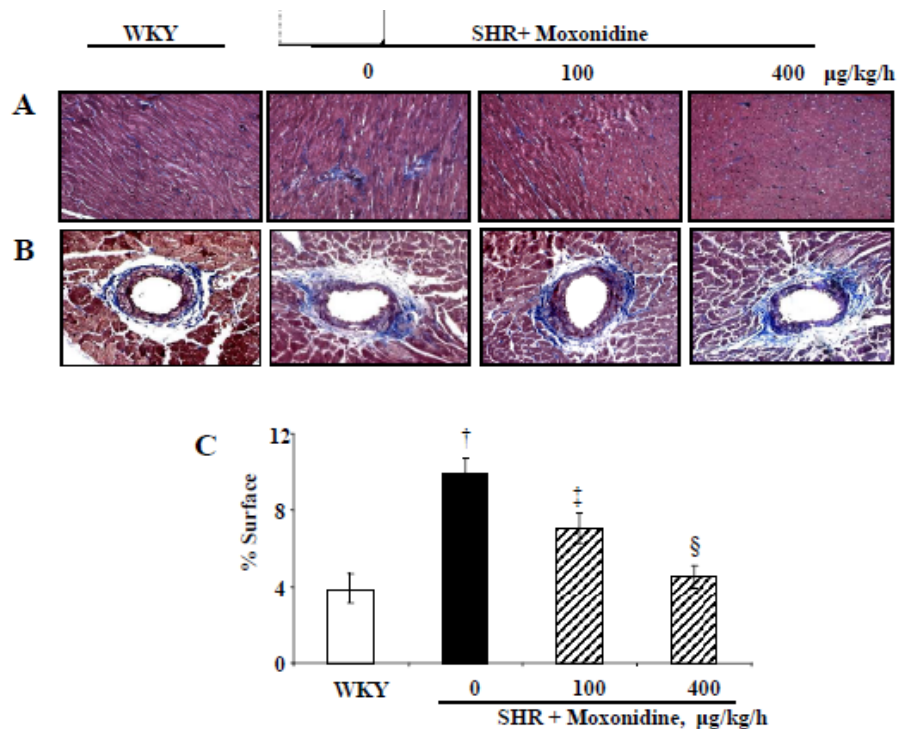 WKY SHR+ Moxonidine
0 100 400 μg/kg/h
A
B
C
12
8
4
0
% Surface
†
‡
§
WKY 0 100 400
SHR + Moxonidine, μg/kg/h